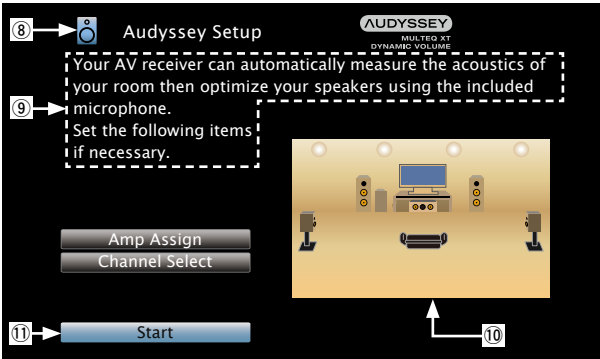 ⑧
Audyssey Setup
AUDYSSEY
MULTEQ XT
DYNAMIC VOLUME
Your AV receiver can automatically measure the acoustics of
your room then optimize your speakers using the included
⑨
microphone.
Set the following items
if necessary.
Amp Assign
Channel Select
⑪
Start
⑩